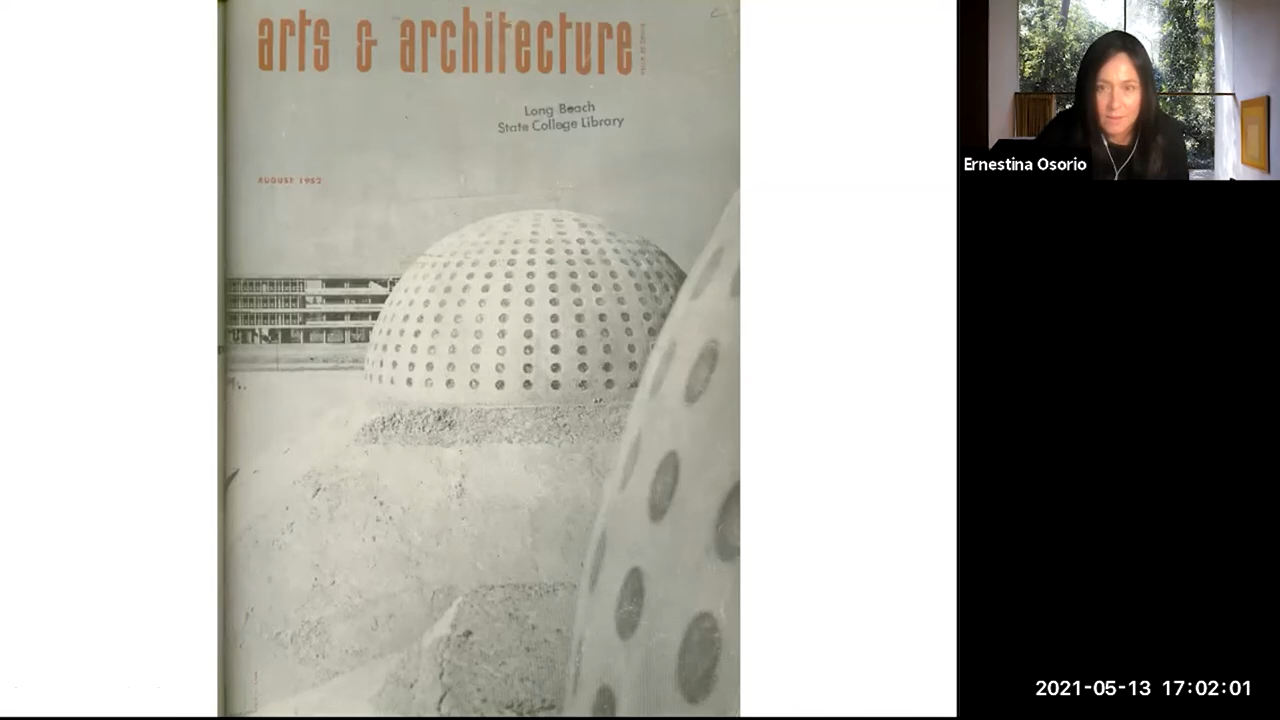 arts & architecture
Long Beach
State College Library
AUGUST 1952
Ernestina Osorio
2021-05-13 17:02:01